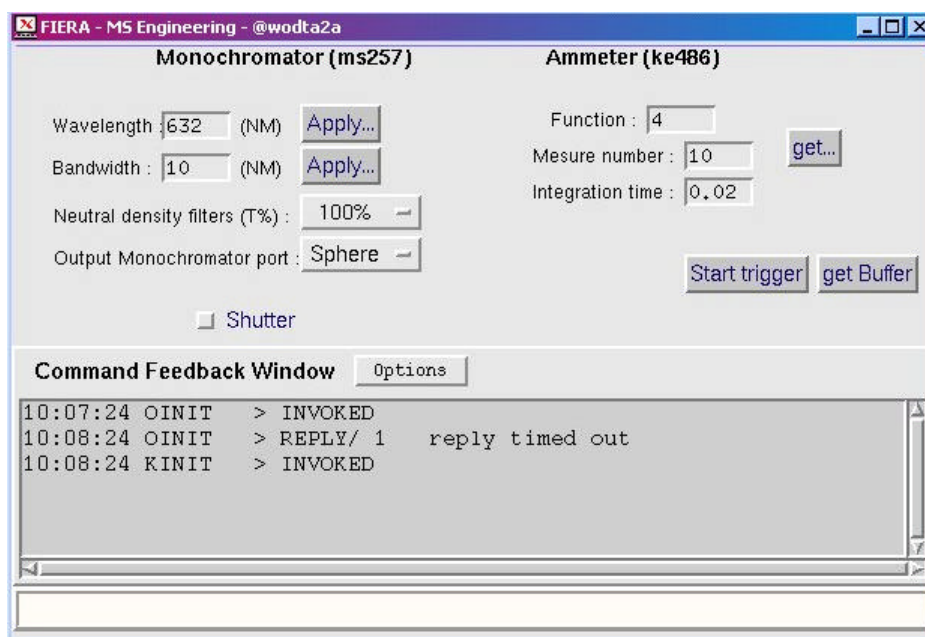 FIERA - MS Engineering - @wodta2a
Monochromator (ms257)
Wavelength : 632 (NM) Apply...
Bandwidth : 10 (NM) Apply...
Neutral density filters (T%) : 100%
Output Monochromator port : Sphere
Shutter
Ammeter (ke486)
Function : 4
Mesure number : 10
get...
Integration time : 0.02
Start trigger get Buffer
Command Feedback Window Options
10:07:24 OINIT > INVOKED
10:08:24 OINIT > REPLY/ 1 reply timed out
10:08:24 KINIT > INVOKED